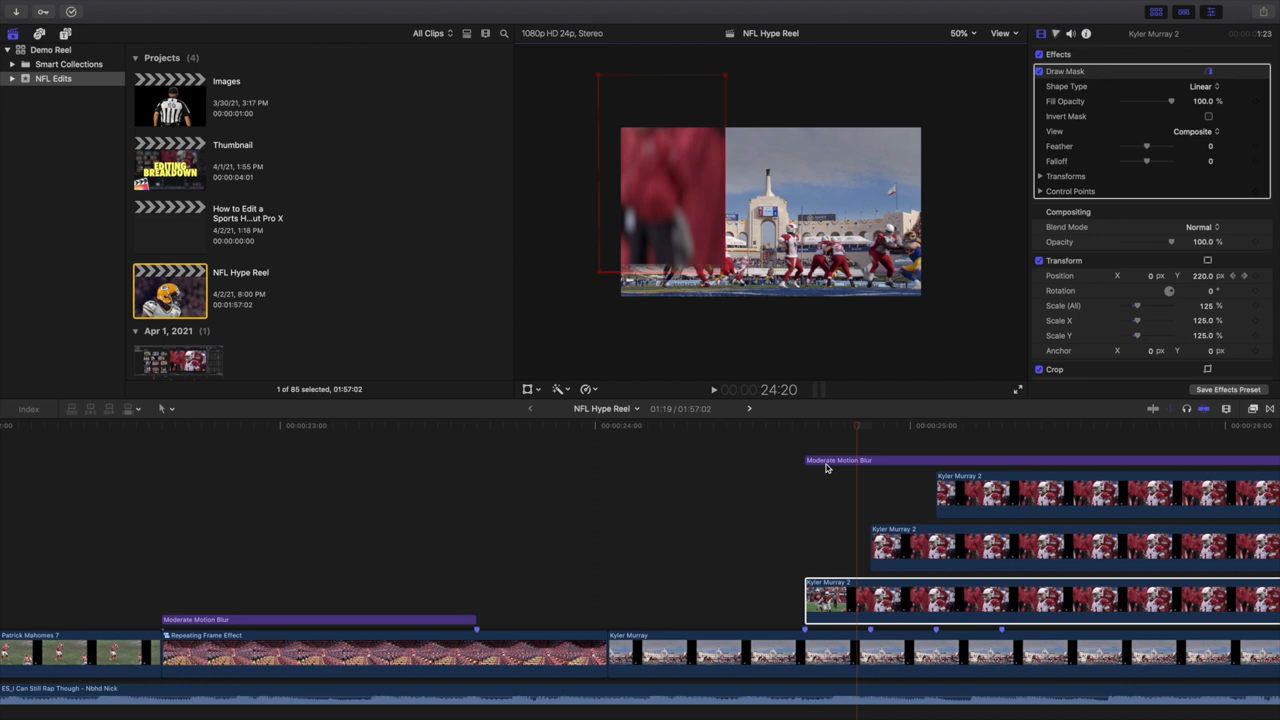 All Clips
1080p HD 24p, Stereo
NFL Hype Reel
50%
View
Kyler Murray 2
1:23
Demo Reel
Smart Collections
NFL Edits
Projects (4)
Images
3/30/21, 3:17 PM
00:00:01:00
Thumbnail
4/1/21, 1:55 PM
00:00:04:01
EDITING
BREAKDOWN
How to Edit a
Sports H...ut Pro X
4/2/21, 1:18 PM
00:00:00:00
NFL Hype Reel
4/2/21, 8:00 PM
00:01:57:02
Apr 1, 2021 (1)
1 of 85 selected, 01:57:02
00:00:00:24:20
Effects
Draw Mask
Shape Type Linear
Fill Opacity 100.0 %
Invert Mask
View Composite
Feather 0
Falloff 0
Transforms
Control Points
Compositing
Blend Mode Normal
Opacity 100.0 %
Transform
Position X 0 px Y 220.0 px
Rotation 0 °
Scale (All) 125
Scale X 125.0 %
Scale Y 125.0 %
Anchor X 0 px Y 0 px
Crop
Save Effects Preset
Index
NFL Hype Reel
01:19 / 01:57:02
2:00
00:00:23:00
00:00:24:00
00:00:25:00
00:00:26:00
Moderate Motion Blur
Kyler Murray 2
Kyler Murray 2
Kyler Murray 2
Moderate Motion Blur
Patrick Mahomes 7
Repeating Frame Effect
Kyler Murray
ES_I Can Still Rap Though - Nbhd Nick